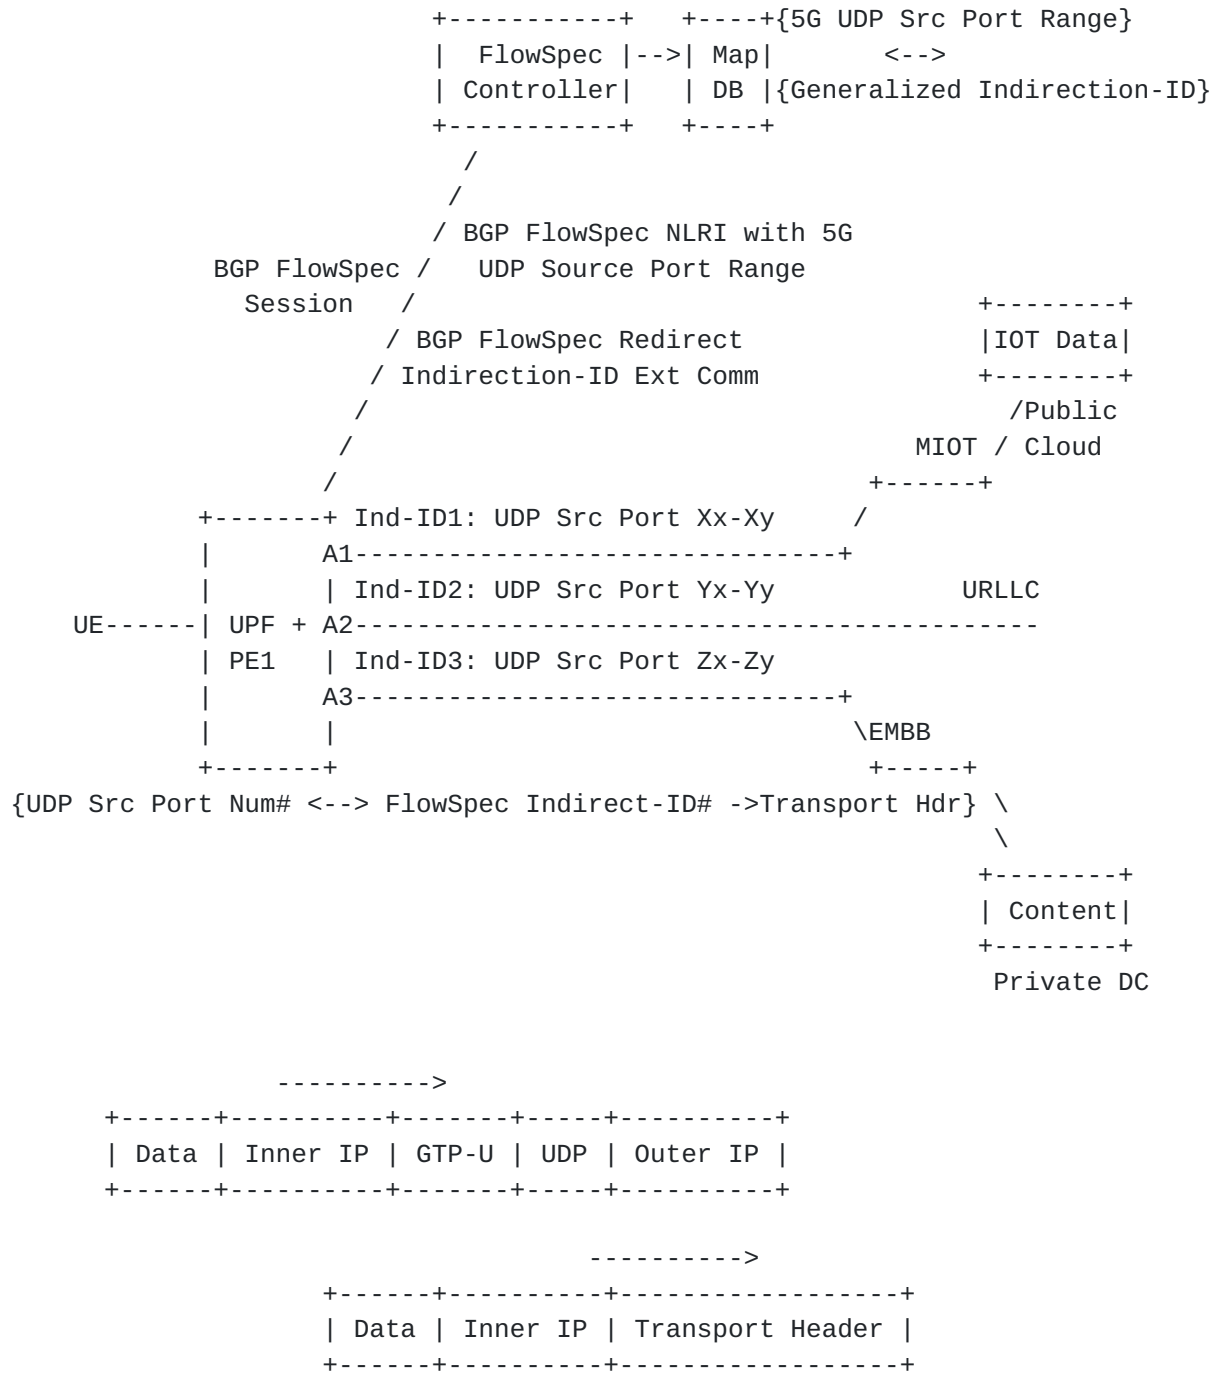 +-----------+   +----+{5G UDP Src Port Range}
                           |  FlowSpec |-->| Map|       <-->
                           | Controller|   | DB |{Generalized Indirection-ID}
                           +-----------+   +----+
                             /
                            /
                           / BGP FlowSpec NLRI with 5G
             BGP FlowSpec /   UDP Source Port Range
               Session   /                                    +--------+
                        / BGP FlowSpec Redirect               |IOT Data|
                       / Indirection-ID Ext Comm              +--------+
                      /                                         /Public
                     /                                    MIOT / Cloud
                    /                                  +------+
            +-------+ Ind-ID1: UDP Src Port Xx-Xy     /
            |       A1-------------------------------+
            |       | Ind-ID2: UDP Src Port Yx-Yy            URLLC
    UE------| UPF + A2--------------------------------------------
            | PE1   | Ind-ID3: UDP Src Port Zx-Zy
            |       A3-------------------------------+
            |       |                                 \EMBB
            +-------+                                  +-----+
{UDP Src Port Num# <--> FlowSpec Indirect-ID# ->Transport Hdr} \
                                                               \
                                                              +--------+
                                                              | Content|
                                                              +--------+
                                                               Private DC
                 ---------->
      +------+----------+-------+-----+----------+
      | Data | Inner IP | GTP-U | UDP | Outer IP |
      +------+----------+-------+-----+----------+
                                     ---------->
                    +------+----------+------------------+
                    | Data | Inner IP | Transport Header |
                    +------+----------+------------------+